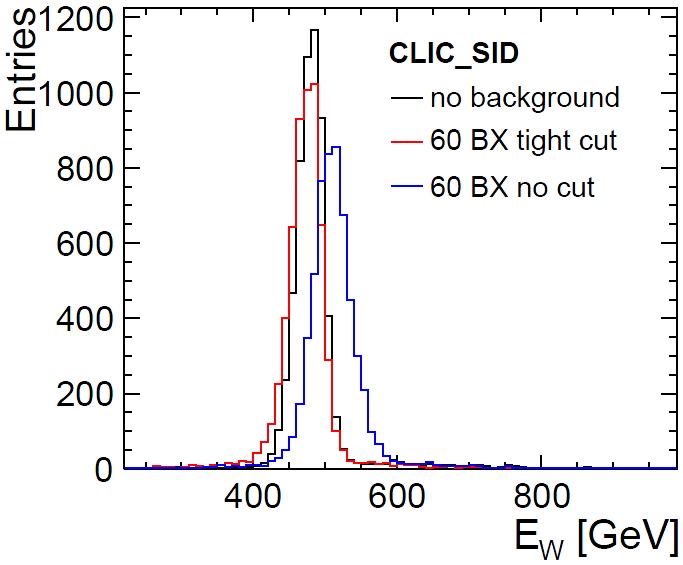 Entries
1200
1000
800
600
400
200
0
CLIC_SID
no background
60 BX tight cut
60 BX no cut
400 600 800
E_W [GeV]